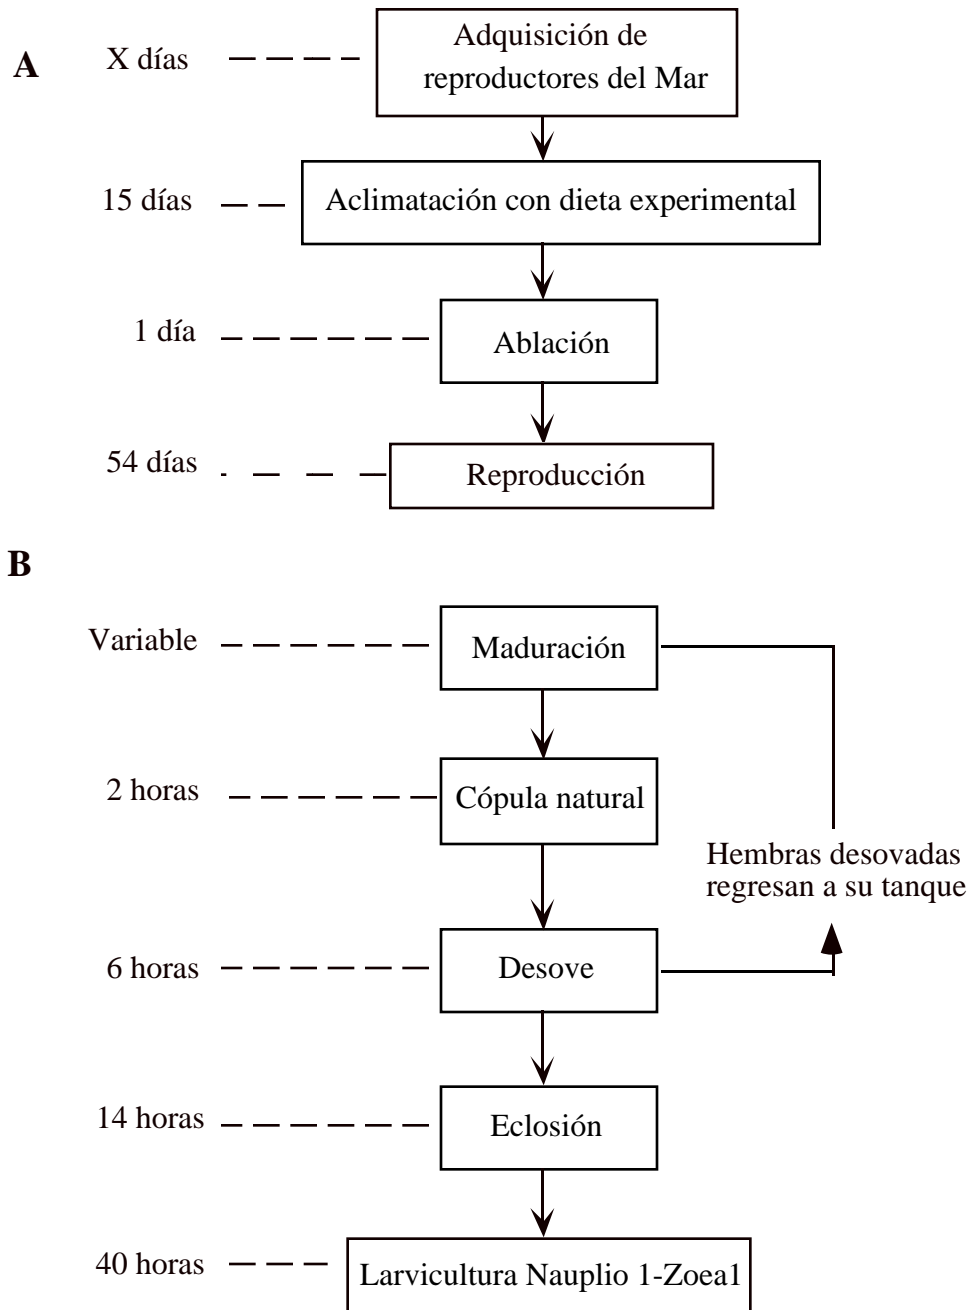 A
X días
Adquisición de
reproductores del Mar
15 días
Aclimatación con dieta experimental
1 día
Ablación
54 días
Reproducción
B
Variable
Maduración
2 horas
Cópula natural
Hembras desovadas
regresan a su tanque
6 horas
Desove
14 horas
Eclosión
40 horas
Larvicultura Nauplio 1-Zoea1